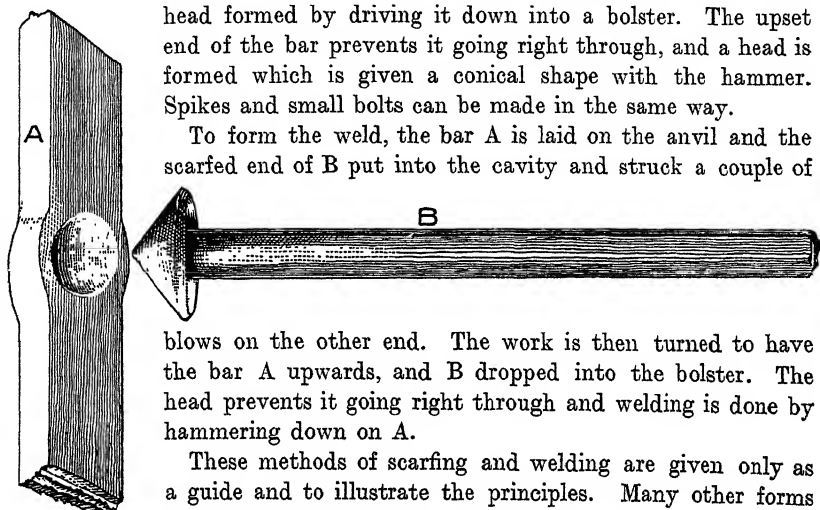 head formed by driving it down into a bolster. The upset
end of the bar prevents it going right through, and a head is
formed which is given a conical shape with the hammer.
Spikes and small bolts can be made in the same way.
To form the weld, the bar A is laid on the anvil and the
scarfed end of B put into the cavity and struck a couple of
A
B
blows on the other end. The work is then turned to have
the bar A upwards, and B dropped into the bolster. The
head prevents it going right through and welding is done by
hammering down on A.
These methods of scarfing and welding are given only as
a guide and to illustrate the principles. Many other forms